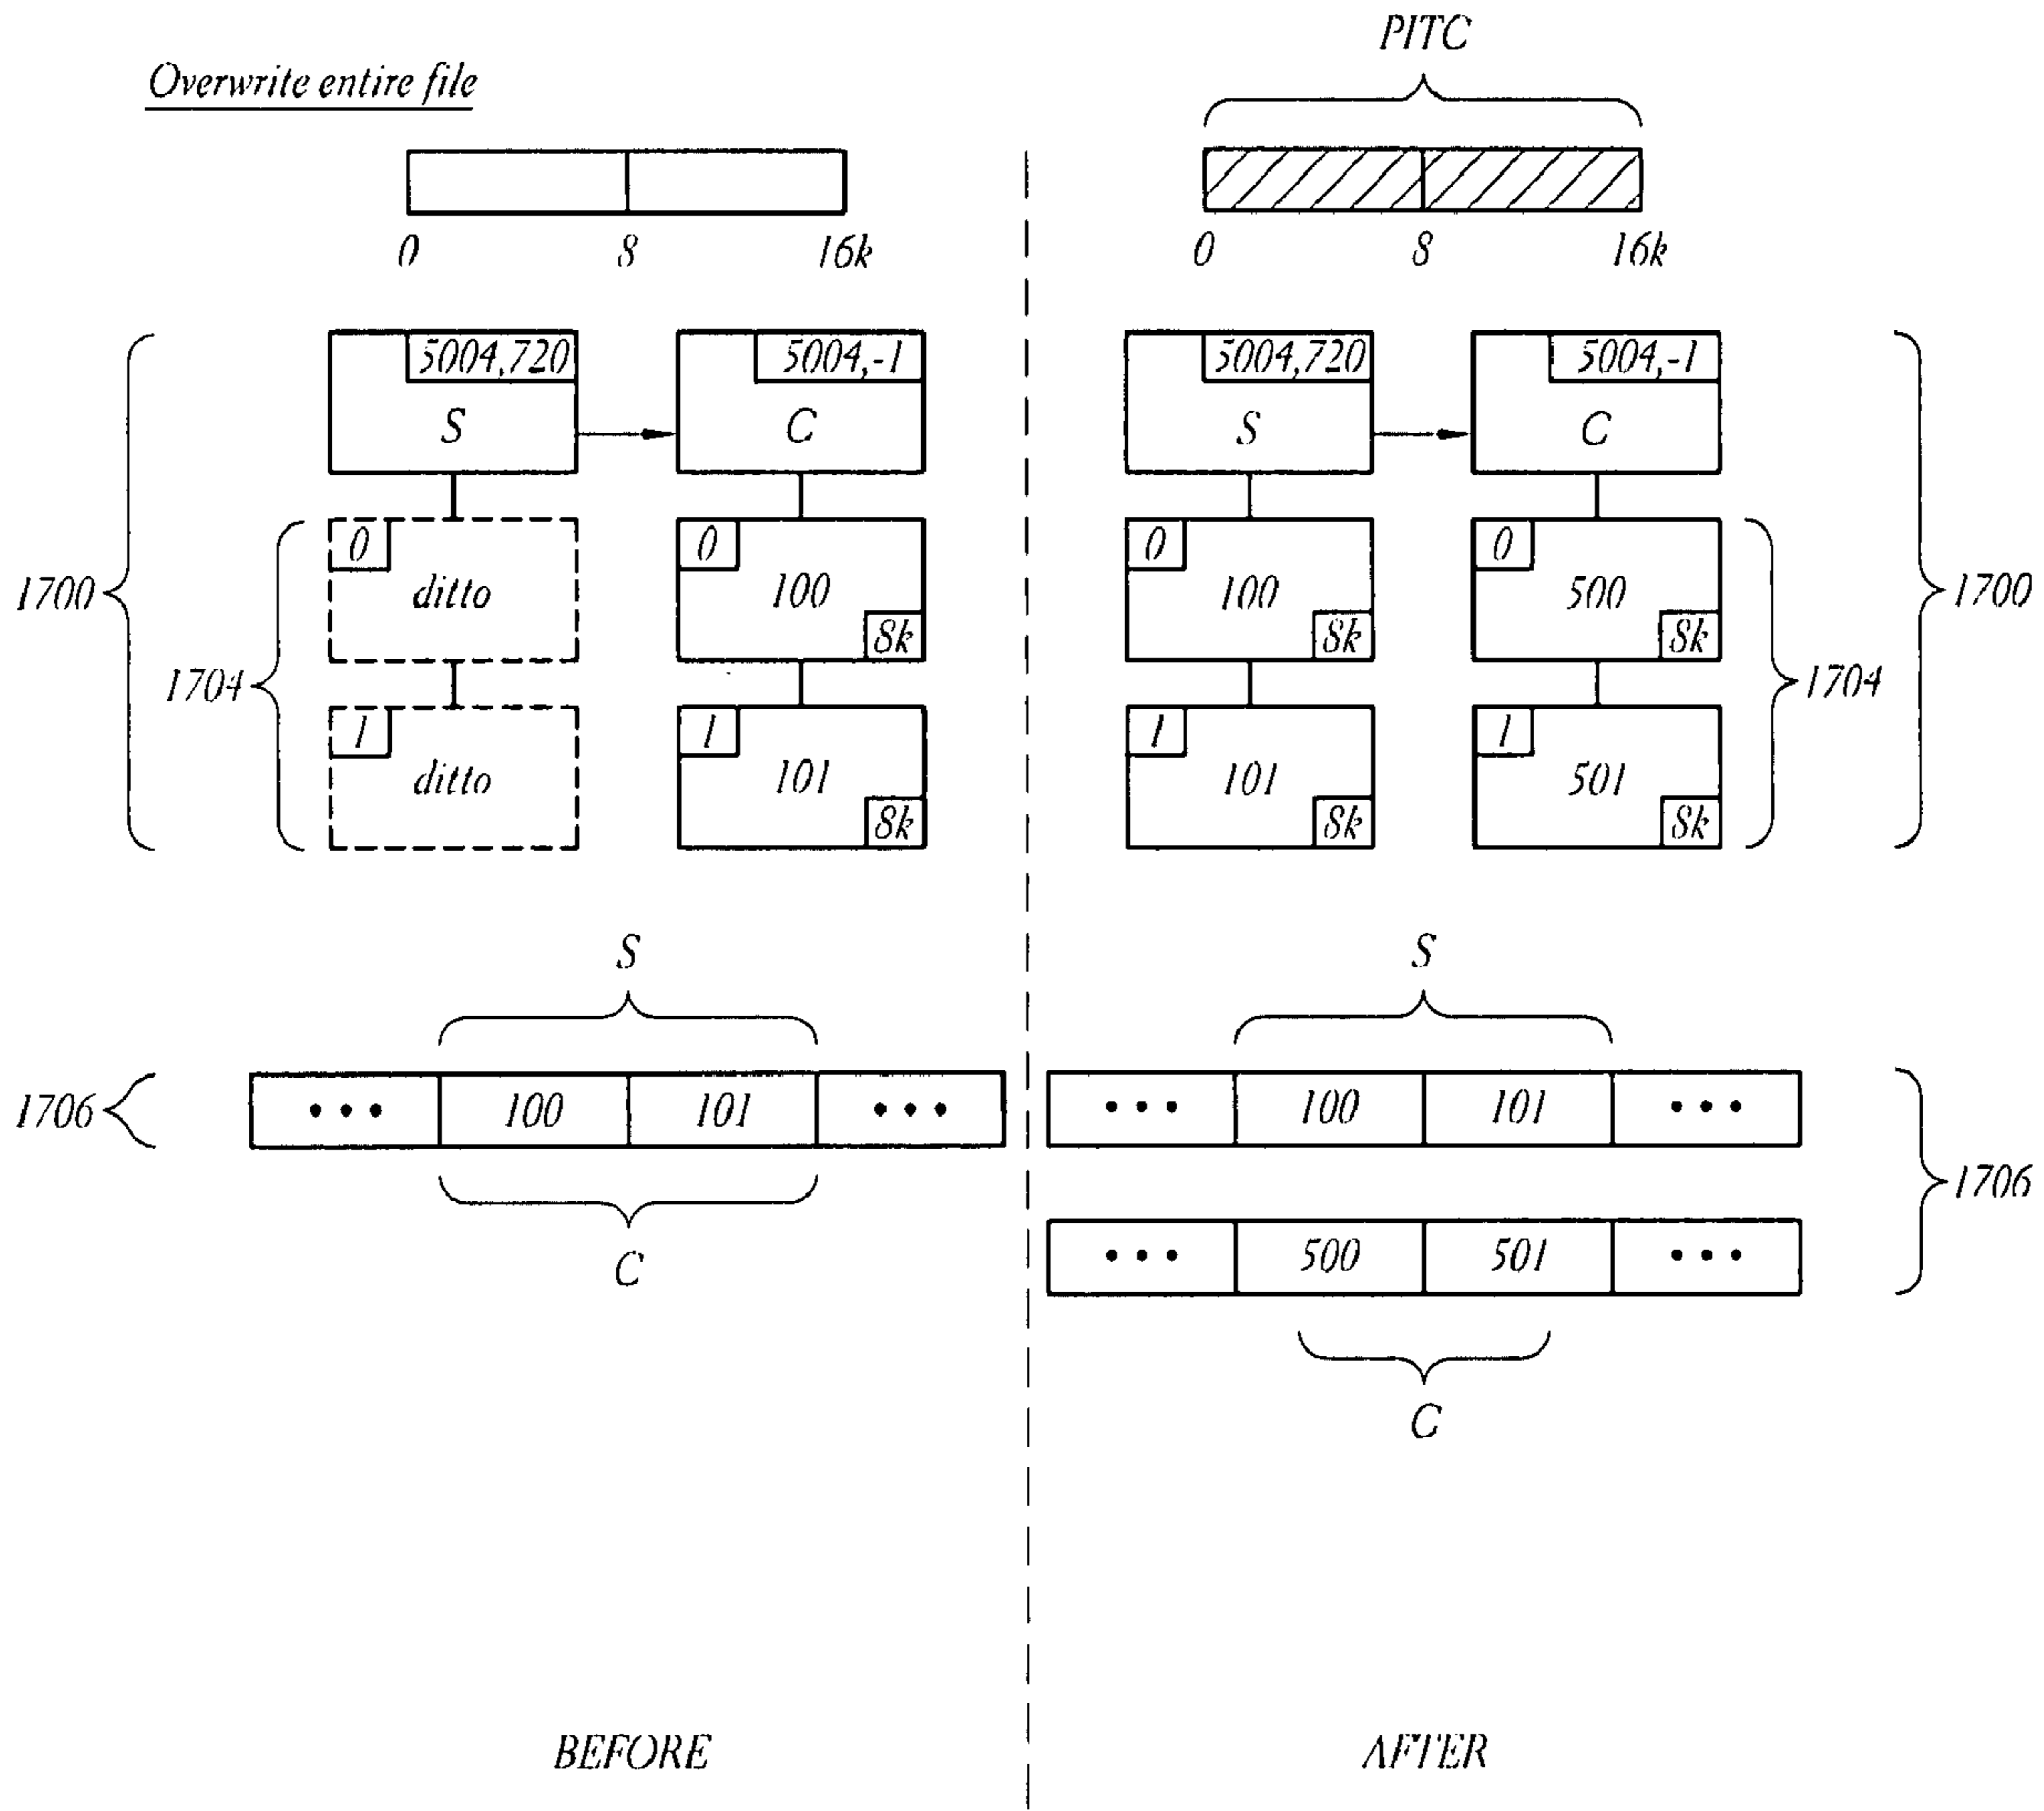 PITC
Overwrite entire file
0 8 16k
0 8 16k
5004,720 5004,-1
S C
5004,720 5004,-1
S C
0 ditto
0 100 8k
0 100 8k
0 500 8k
1700
1704
1704
1700
1 ditto
1 101 8k
1 101 8k
1 501 8k
S
S
1706
••• 100 101 •••
••• 100 101 •••
1706
C
••• 500 501 •••
C
BEFORE
AFTER